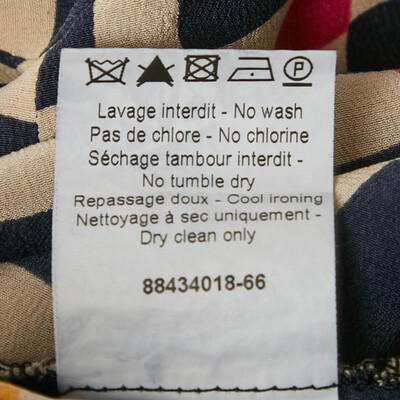 P
Lavage interdit - No wash
Pas de chlore - No chlorine
Séchage tambour interdit -
No tumble dry
Repassage doux - Cool ironing
Nettoyage à sec uniquement -
Dry clean only
88434018-66